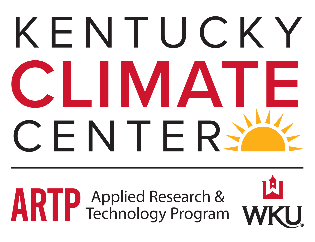 KENTUCKY
CLIMATE
CENTER
ARTP Applied Research &
Technology Program
WKU